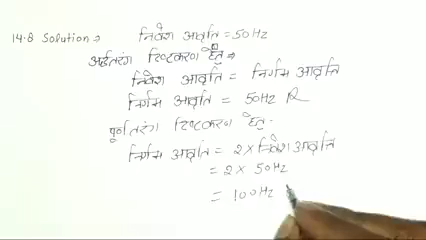 14.8 Solution ⇒ निवेश आवृत्ति = 50Hz
अर्द्धतरंग दिष्टकरण हेतु ⇒
निवेश आवृत्ति = निर्गम आवृत्ति
निर्गम आवृत्ति = 50Hz
पूर्णतरंग दिष्टकरण हेतु -
निर्गम आवृत्ति = 2 × निवेश आवृत्ति
= 2 × 50Hz
= 100Hz